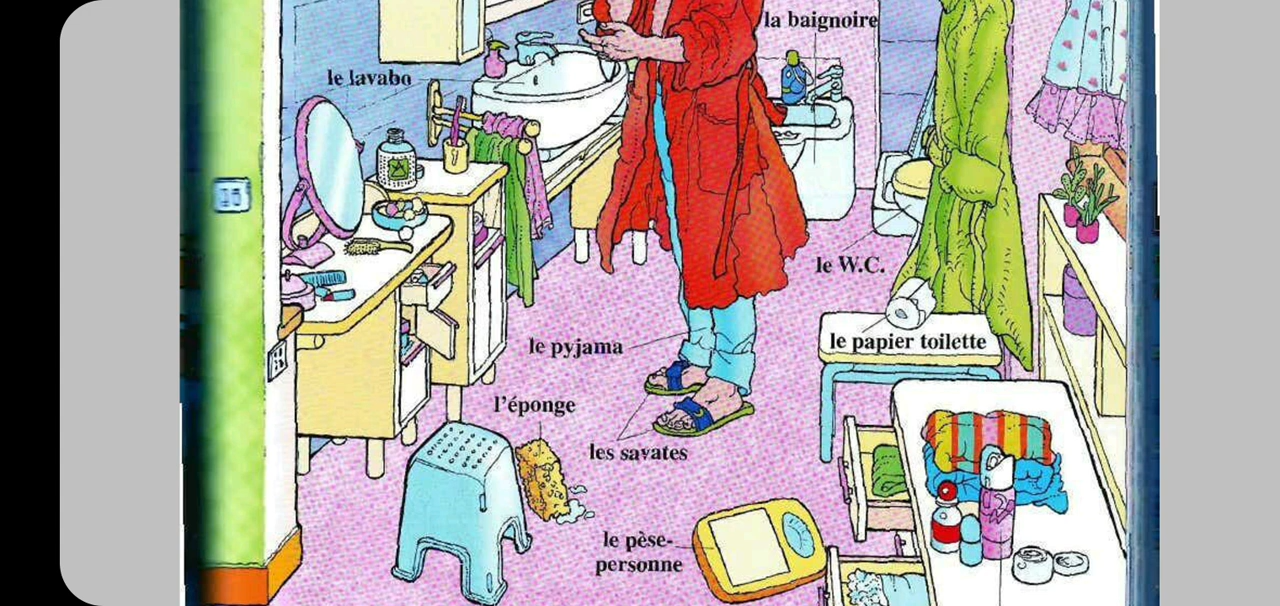 la baignoire
le lavabo
le W.C.
le papier toilette
le pyjama
l'éponge
les savates
le pèse-
personne